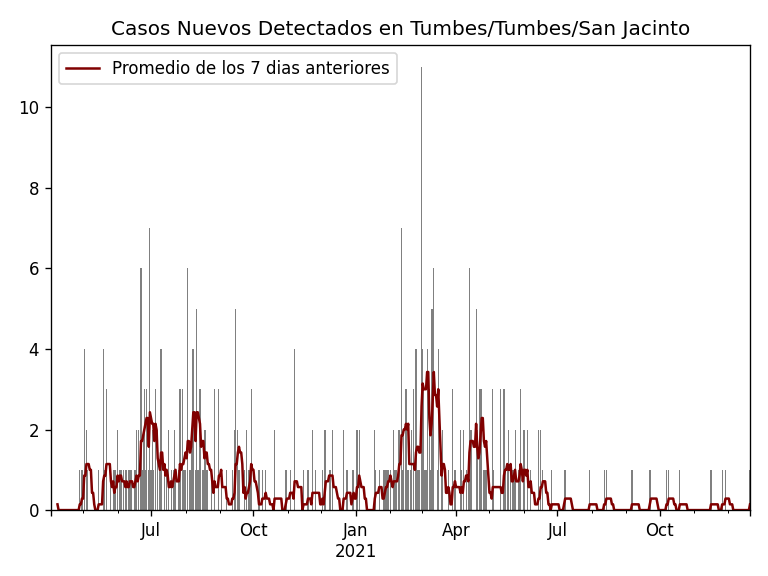 Casos Nuevos Detectados en Tumbes/Tumbes/San Jacinto
Promedio de los 7 dias anteriores
10
8
6
4
2
0
Jul Oct Jan Apr Jul Oct
2021